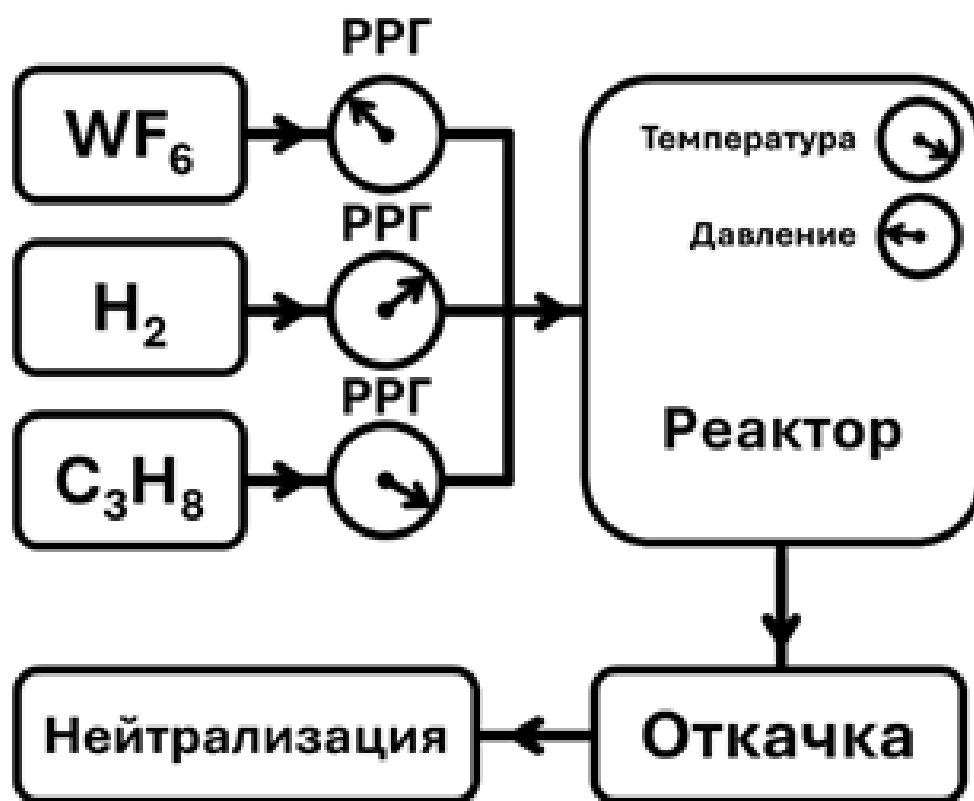 РРГ
WF₆
РРГ
H₂
РРГ
C₃H₈
Температура
Давление
Реактор
Откачка
Нейтрализация